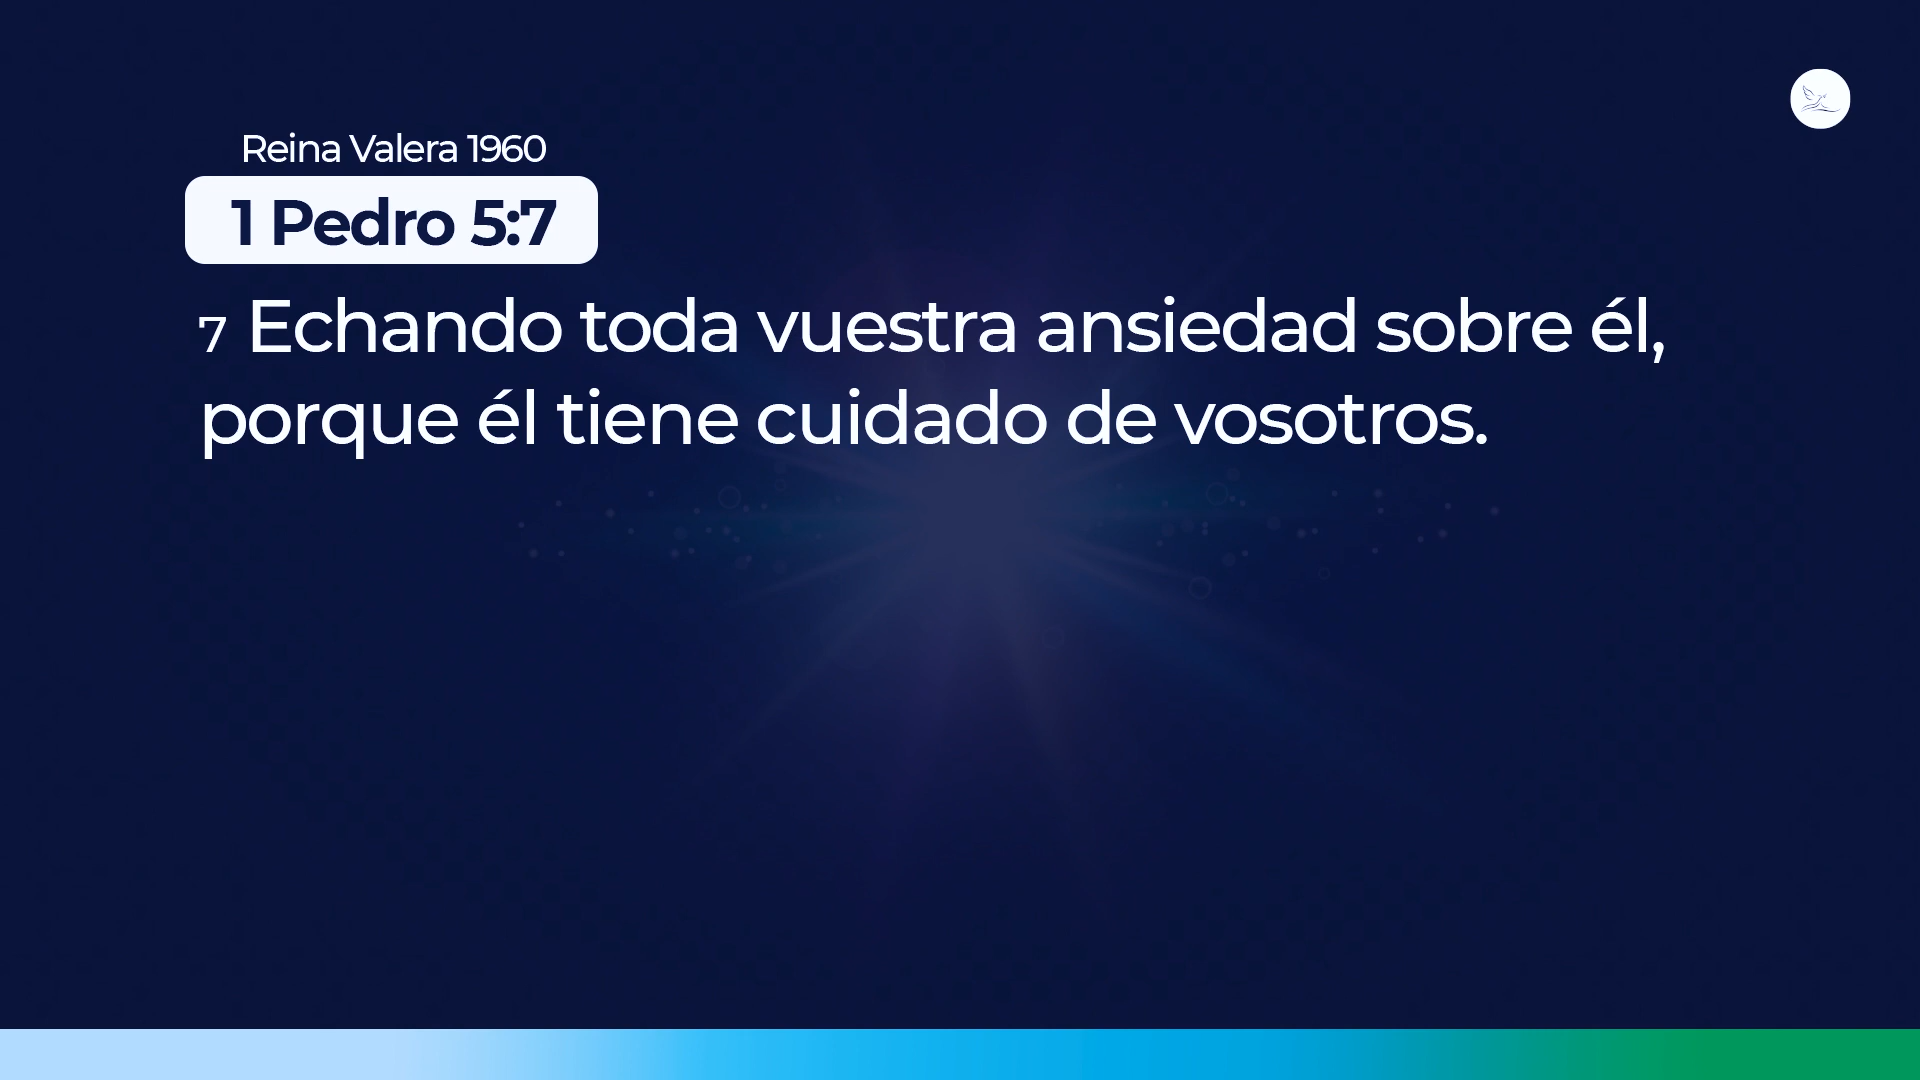 Reina Valera 1960
1 Pedro 5:7
7 Echando toda vuestra ansiedad sobre él,
porque él tiene cuidado de vosotros.